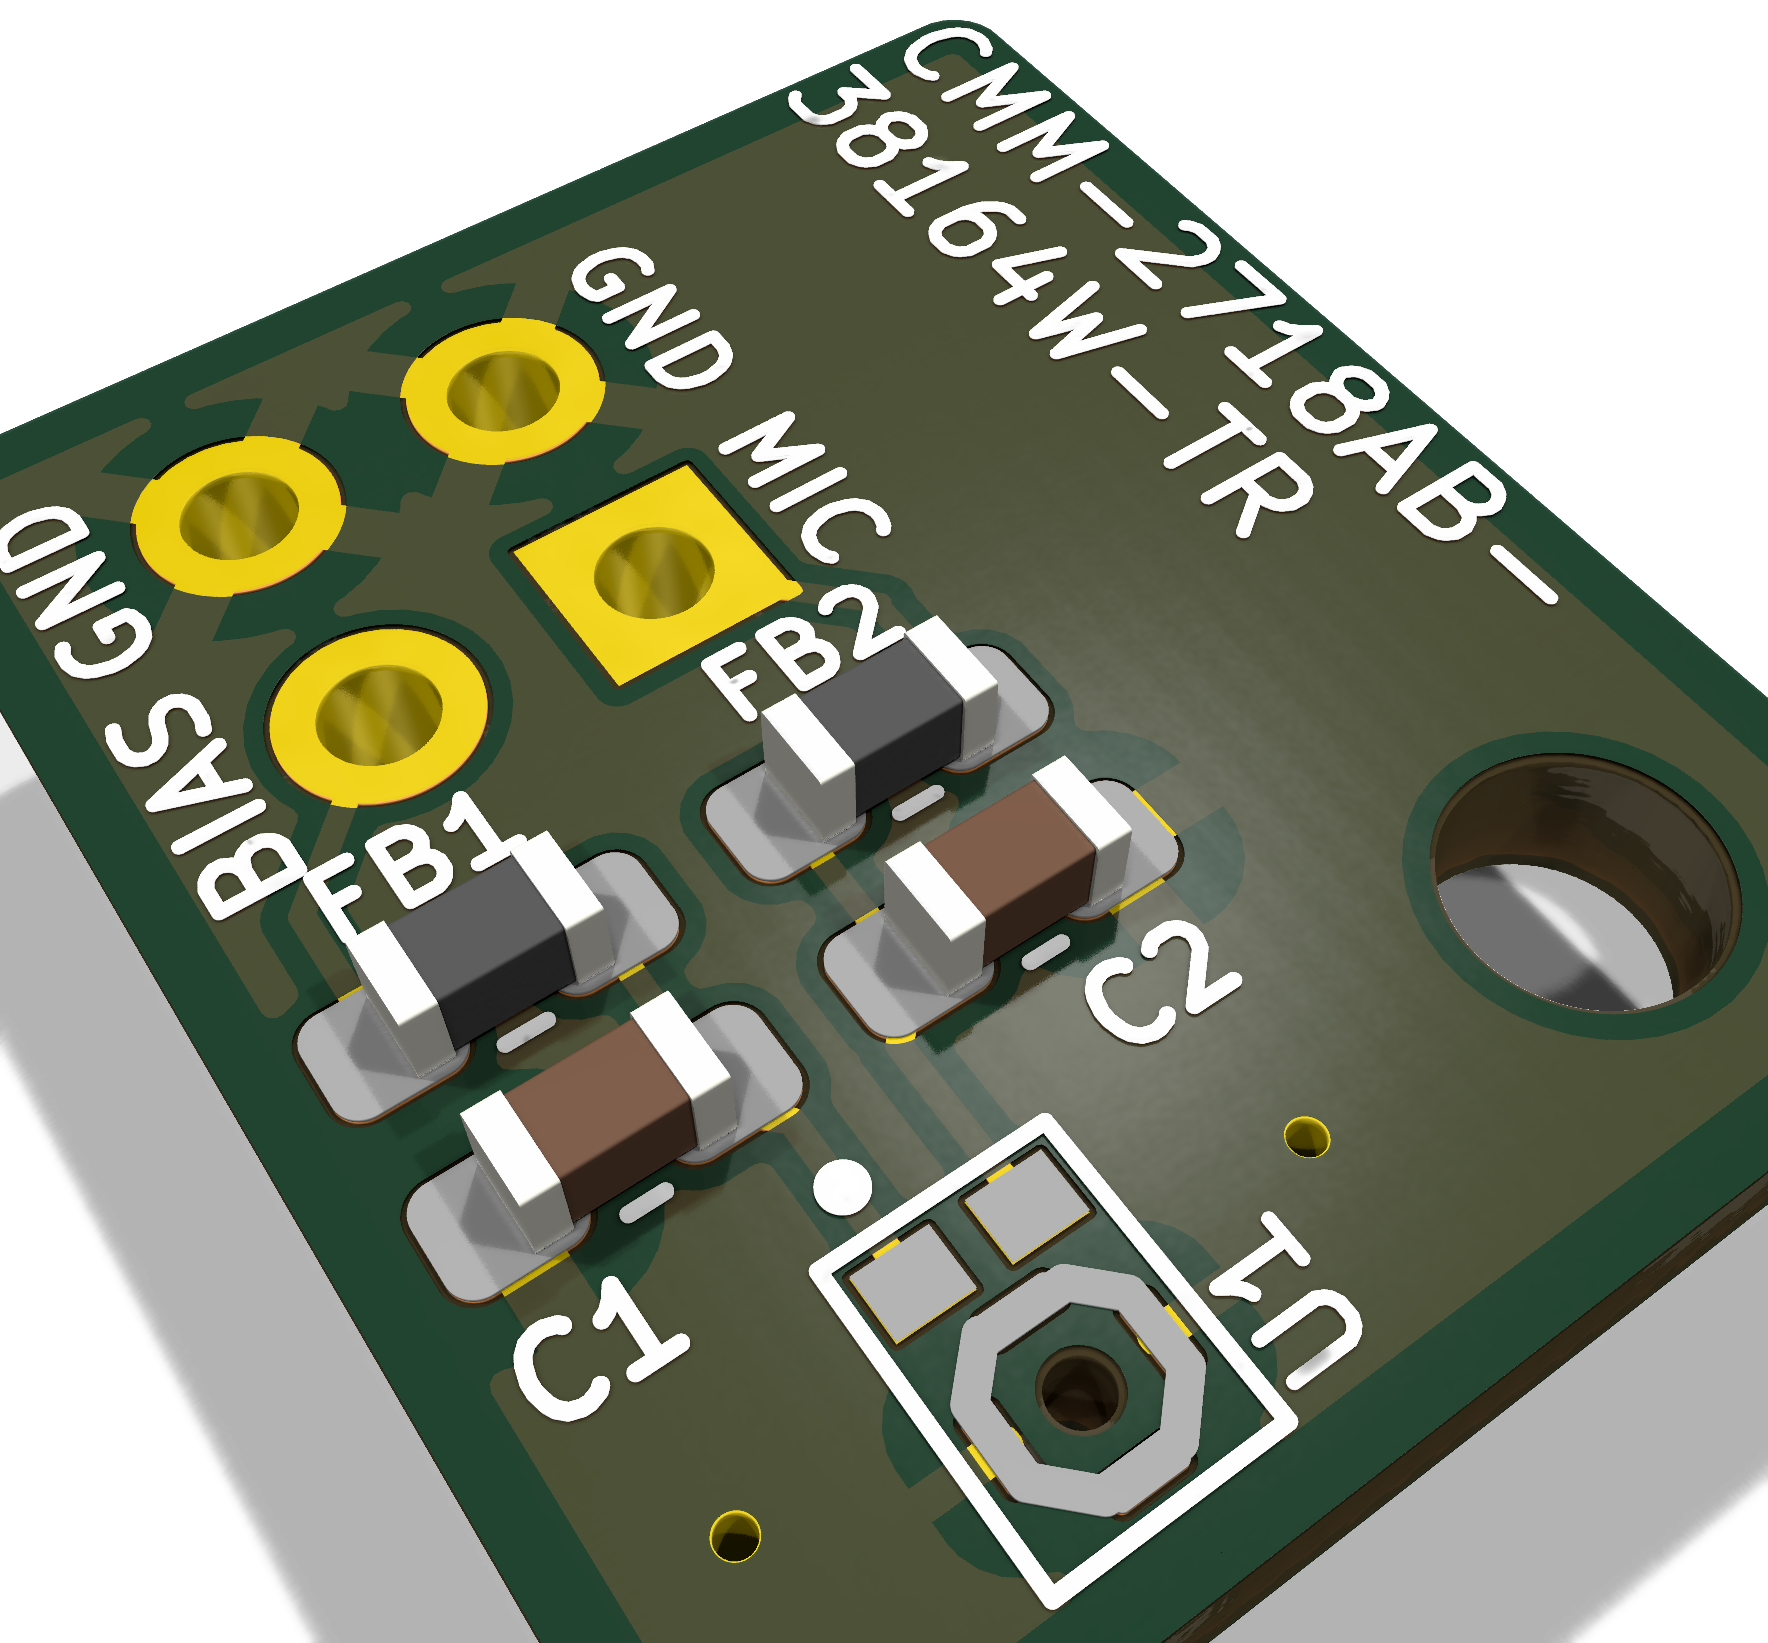 CMM-2718AB-
38164W-TR
GND
MIC
GND
BIAS
FB2
FB1
C2
C1
U1